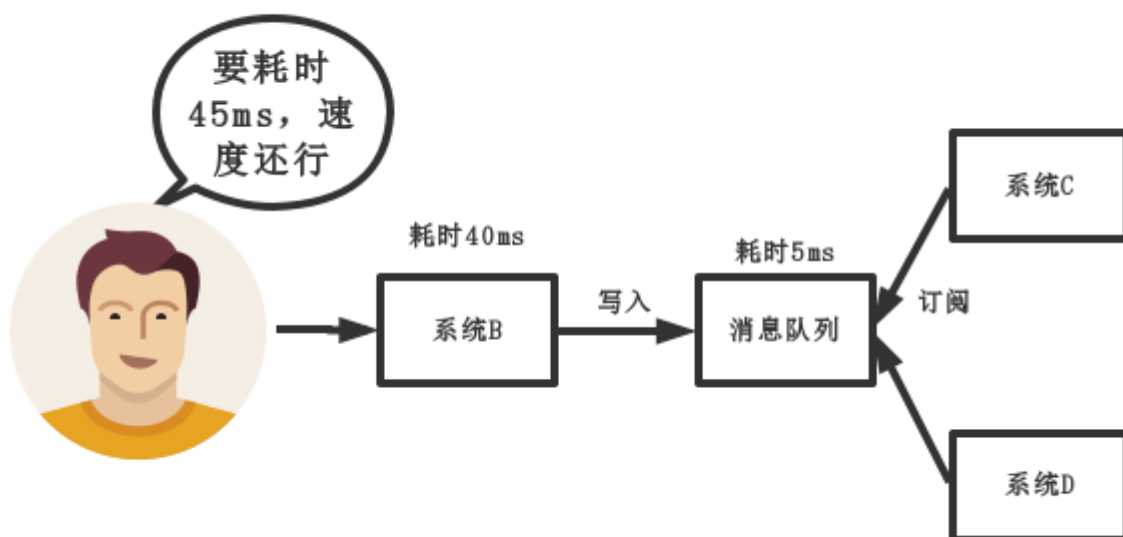 要耗时
45ms，速
度还行
耗时40ms
系统B
写入
耗时5ms
消息队列
订阅
系统C
系统D